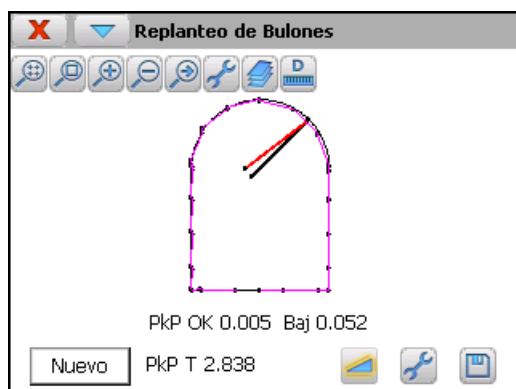 X Replanteo de Bulones
D
PkP OK 0.005 Baj 0.052
Nuevo PkP T 2.838